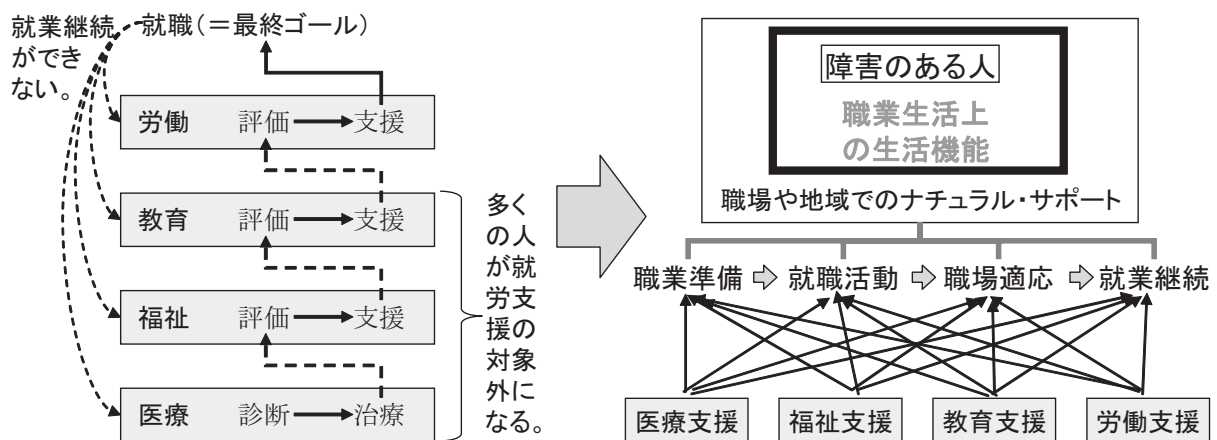 就業継続
ができ
ない。
就職(＝最終ゴール)
労働 評価 支援
教育 評価 支援
福祉 評価 支援
医療 診断 治療
多く
の人
が就
労支
援の
対象
外に
なる。
障害のある人
職業生活上
の生活機能
職場や地域でのナチュラル・サポート
職業準備 就職活動 職場適応 就業継続
医療支援 福祉支援 教育支援 労働支援